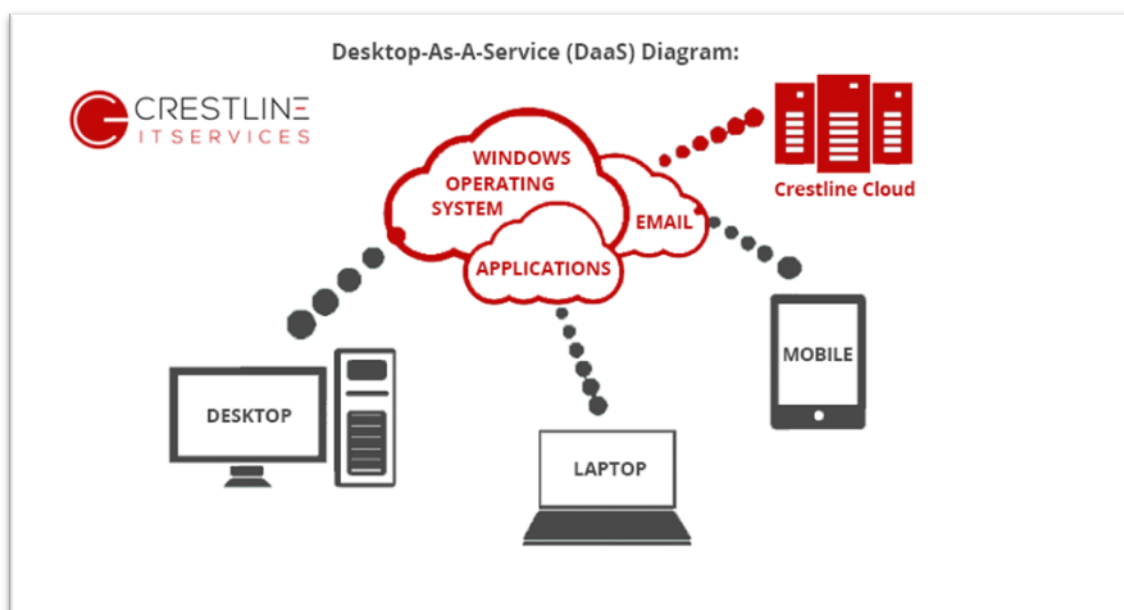 Desktop-As-A-Service (DaaS) Diagram:
CRESTLINE
ITSERVICES
WINDOWS
OPERATING
SYSTEM
EMAIL
APPLICATIONS
Crestline Cloud
MOBILE
DESKTOP
LAPTOP